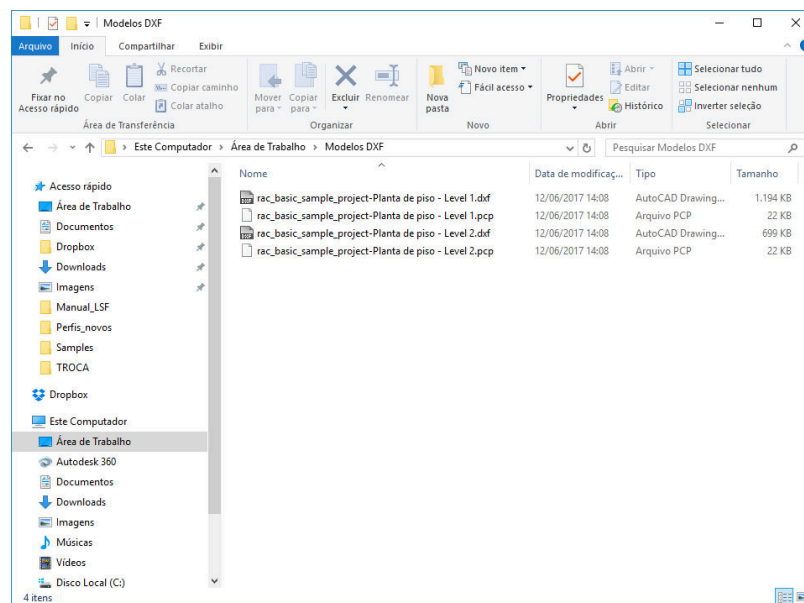 Modelos DXF
Arquivo Início Compartilhar Exibir
Fixar no Acesso rápido
Copiar
Colar
Recortar
Copiar caminho
Colar atalho
Mover para
Copiar para
Excluir
Renomear
Nova pasta
Novo item
Fácil acesso
Propriedades
Abrir
Editar
Histórico
Selecionar tudo
Selecionar nenhum
Inverter seleção
Área de Transferência Organizar Novo Abrir Selecionar
Este Computador Área de Trabalho Modelos DXF Pesquisar Modelos DXF
Acesso rápido
Área de Trabalho
Documentos
Dropbox
Downloads
Imagens
Manual_LSF
Perfis_novos
Samples
TROCA
Dropbox
Este Computador
Área de Trabalho
Autodesk 360
Documentos
Downloads
Imagens
Músicas
Vídeos
Disco Local (C:)
Nome Data de modificaç... Tipo Tamanho
rac_basic_sample_project-Planta de piso - Level 1.dxf 12/06/2017 14:08 AutoCAD Drawing... 1.194 KB
rac_basic_sample_project-Planta de piso - Level 1.pcp 12/06/2017 14:08 Arquivo PCP 22 KB
rac_basic_sample_project-Planta de piso - Level 2.dxf 12/06/2017 14:08 AutoCAD Drawing... 699 KB
rac_basic_sample_project-Planta de piso - Level 2.pcp 12/06/2017 14:08 Arquivo PCP 22 KB
4 itens